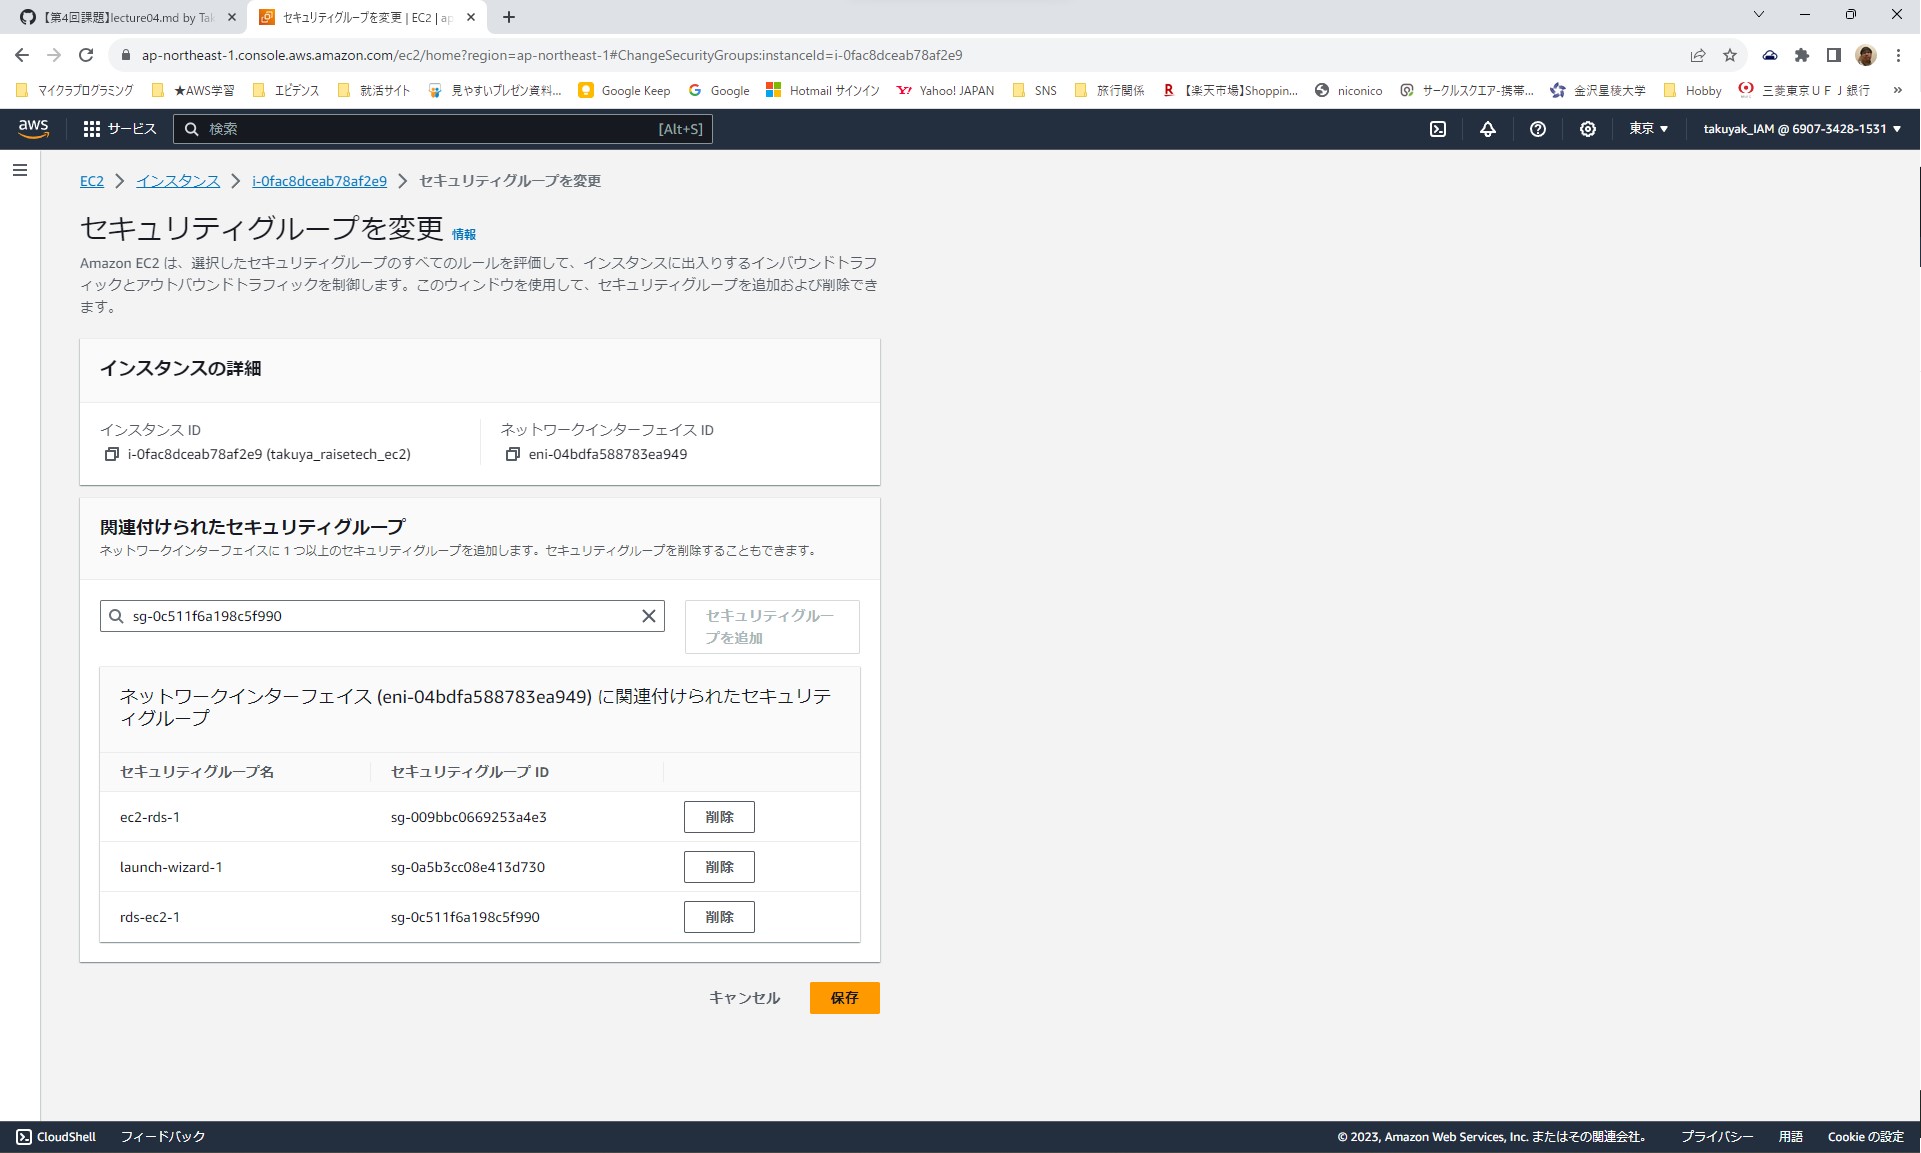 【第4回課題】lecture04.md by Tak
セキュリティグループを変更 | EC2 | ap
ap-northeast-1.console.aws.amazon.com/ec2/home?region=ap-northeast-1#ChangeSecurityGroups:instanceId=i-0fac8dceab78af2e9
マイクラプログラミング ★AWS学習 エビデンス 就活サイト 見やすいプレゼン資料... Google Keep Google Hotmail サインイン Yahoo! JAPAN SNS 旅行関係 【楽天市場】Shoppin... niconico サークルスクエア-携帯... 金沢星稜大学 Hobby 三菱東京ＵＦＪ銀行 »
aws サービス 検索 [Alt+S] 東京 takuyak_IAM @ 6907-3428-1531
EC2 インスタンス i-0fac8dceab78af2e9 セキュリティグループを変更
セキュリティグループを変更 情報
Amazon EC2 は、選択したセキュリティグループのすべてのルールを評価して、インスタンスに出入りするインバウンドトラフ
ィックとアウトバウンドトラフィックを制御します。このウィンドウを使用して、セキュリティグループを追加および削除でき
ます。
インスタンスの詳細
インスタンス ID ネットワークインターフェイス ID
i-0fac8dceab78af2e9 (takuya_raisetech_ec2) eni-04bdfa588783ea949
関連付けられたセキュリティグループ
ネットワークインターフェイスに 1 つ以上のセキュリティグループを追加します。セキュリティグループを削除することもできます。
sg-0c511f6a198c5f990
セキュリティグルー
プを追加
ネットワークインターフェイス (eni-04bdfa588783ea949) に関連付けられたセキュリテ
ィグループ
セキュリティグループ名 セキュリティグループ ID
ec2-rds-1 sg-009bbc0669253a4e3 削除
launch-wizard-1 sg-0a5b3cc08e413d730 削除
rds-ec2-1 sg-0c511f6a198c5f990 削除
キャンセル 保存
CloudShell フィードバック © 2023, Amazon Web Services, Inc. またはその関連会社。 プライバシー 用語 Cookie の設定